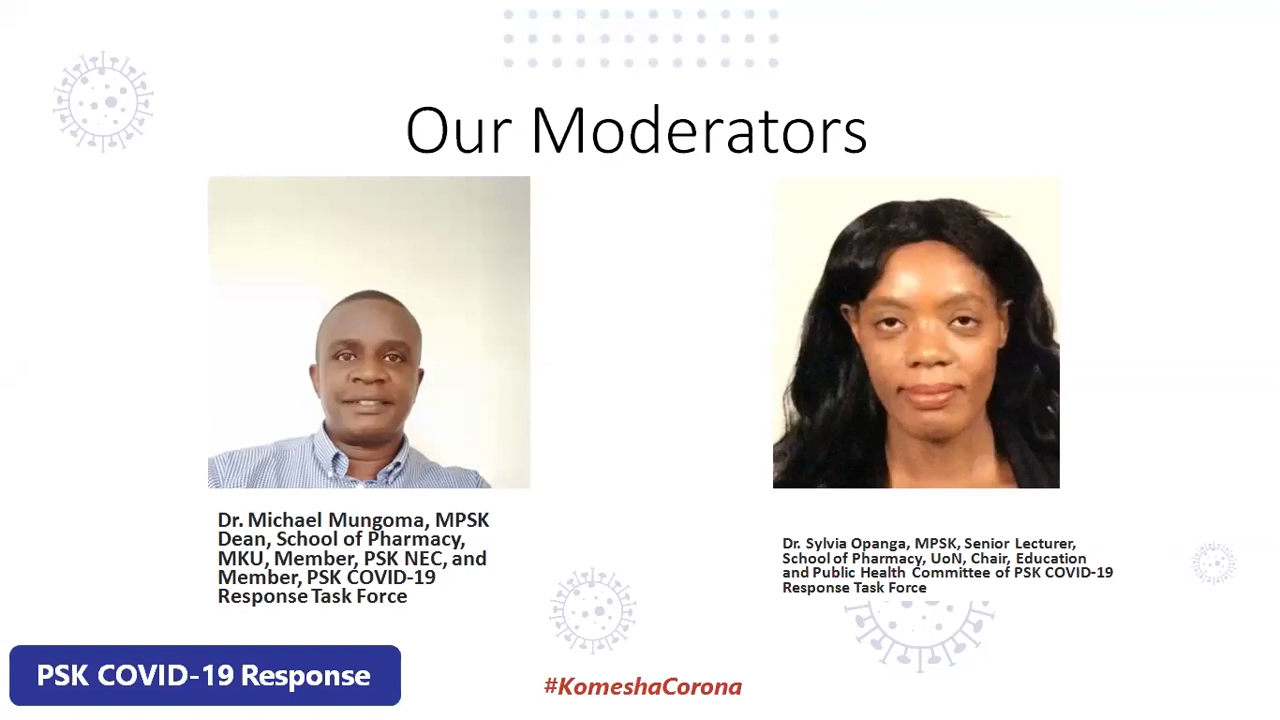 Our Moderators
Dr. Michael Mungoma, MPSK
Dean, School of Pharmacy,
MKU, Member, PSK NEC, and
Member, PSK COVID-19
Response Task Force
Dr. Sylvia Opanga, MPSK, Senior Lecturer,
School of Pharmacy, UoN, Chair, Education
and Public Health Committee of PSK COVID-19
Response Task Force
PSK COVID-19 Response
#KomeshaCorona